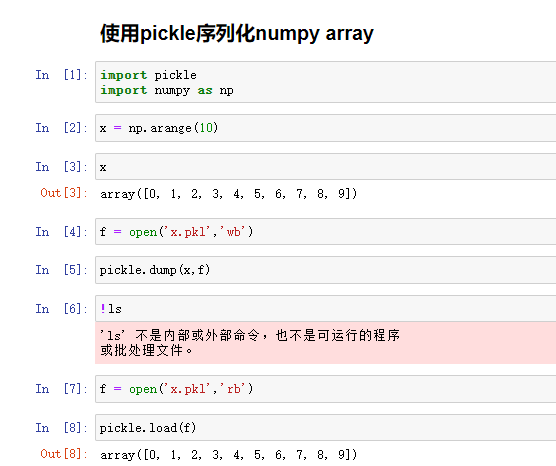 使用pickle序列化numpy array
In [1]: import pickle
import numpy as np
In [2]: x = np.arange(10)
In [3]: x
Out[3]: array([0, 1, 2, 3, 4, 5, 6, 7, 8, 9])
In [4]: f = open('x.pkl','wb')
In [5]: pickle.dump(x,f)
In [6]: !ls
'ls' 不是内部或外部命令，也不是可运行的程序
或批处理文件。
In [7]: f = open('x.pkl','rb')
In [8]: pickle.load(f)
Out[8]: array([0, 1, 2, 3, 4, 5, 6, 7, 8, 9])